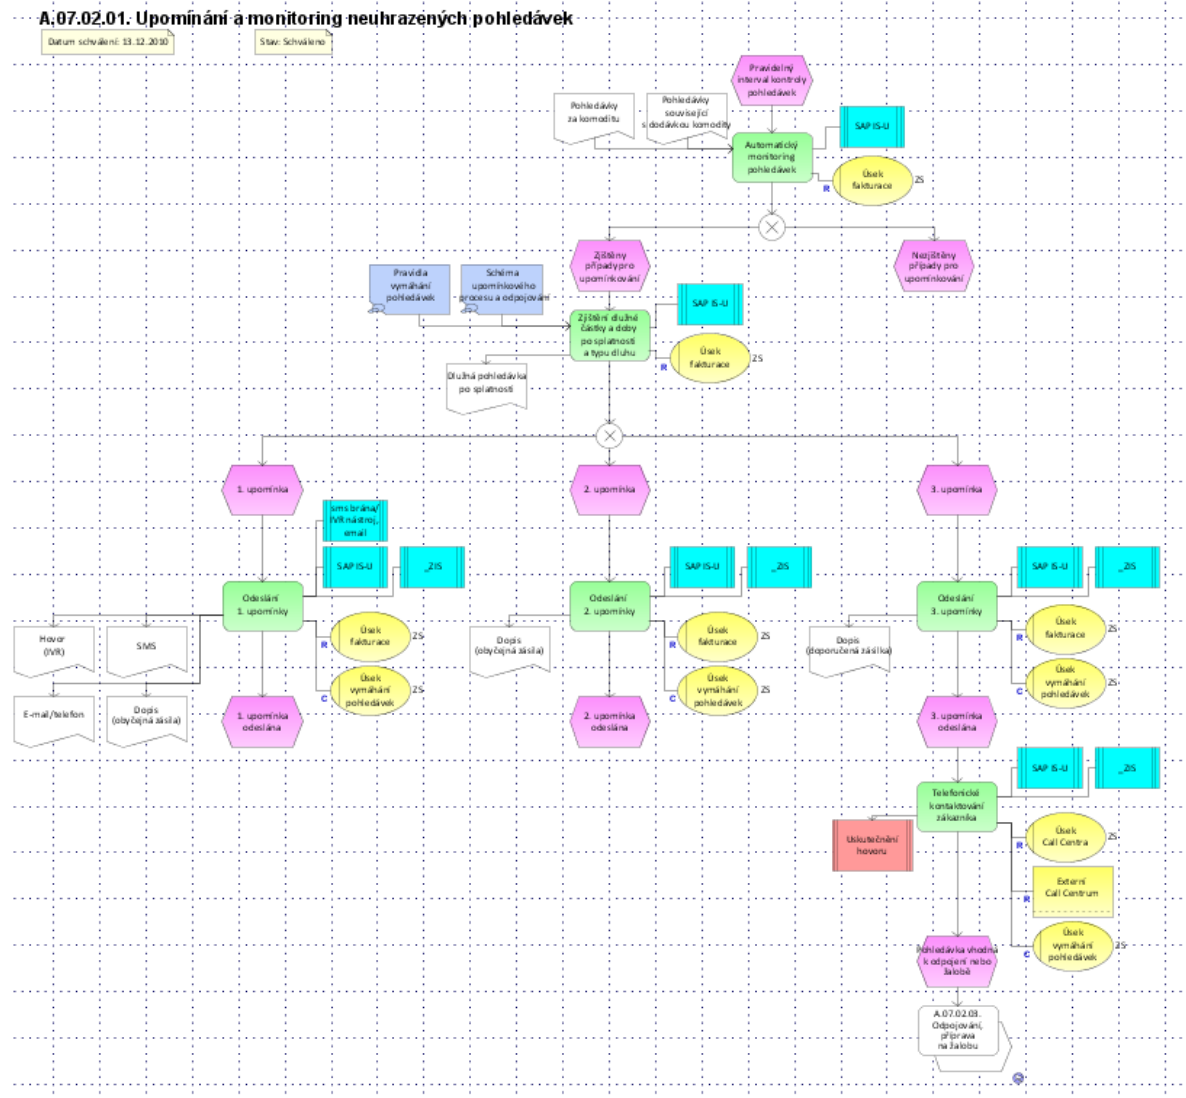 A.07.02.01. Upomínání a monitoring neuhrazených pohledávek
Datum schválení: 13.12.2010
Stav: Schváleno
Pravidelný
interval kontroly
pohledávek
Pohledávky
za komoditu
Pohledávky
související
s dodávkou komodity
SAP IS-U
Automatický
monitoring
pohledávek
Úsek
fakturace
ZS
R
Zjištěny
případy pro
upomínkování
Nezjištěny
případy pro
upomínkování
Pravidla
vymáhání
pohledávek
Schéma
upomínkového
procesu a odpojování
SAP IS-U
Zjištění dlužné
částky a doby
po splatnosti
a typu dluhu
Úsek
fakturace
ZS
R
Dlužná pohledávka
po splatnosti
1. upomínka
2. upomínka
3. upomínka
sms brána/
IVR nástroj,
email
SAP IS-U
_ZIS
SAP IS-U
_ZIS
SAP IS-U
_ZIS
Odeslání
1. upomínky
Odeslání
2. upomínky
Odeslání
3. upomínky
Hovor
(IVR)
SMS
Úsek
fakturace
ZS
R
Dopis
(obyčejná zásila)
Úsek
fakturace
ZS
R
Dopis
(doporučená zásilka)
Úsek
fakturace
ZS
R
E-mail/telefon
Dopis
(obyčejná zásila)
1. upomínka
odeslána
Úsek
vymáhání
pohledávek
ZS
C
2. upomínka
odeslána
Úsek
vymáhání
pohledávek
ZS
C
3. upomínka
odeslána
Úsek
vymáhání
pohledávek
ZS
C
SAP IS-U
_ZIS
Telefonické
kontaktování
zákazníka
Uskutečnění
hovoru
Úsek
Call Centra
ZS
R
Externí
Call Centrum
R
Úsek
vymáhání
pohledávek
ZS
C
Pohledávka vhodná
k odpojení nebo
žalobě
A.07.02.03.
Odpojování,
příprava
na žalobu